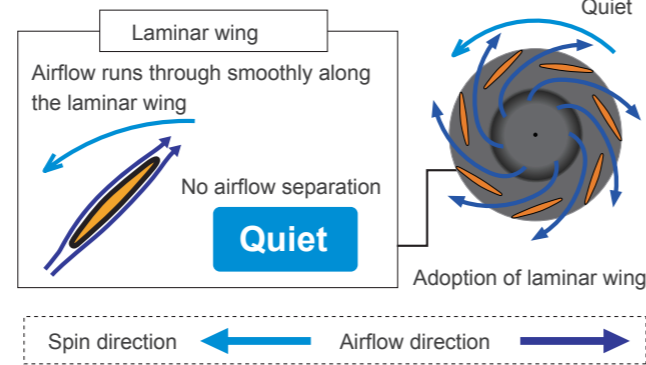 Quiet
Laminar wing
Airflow runs through smoothly along
the laminar wing
No airflow separation
Quiet
Adoption of laminar wing
Spin direction
Airflow direction